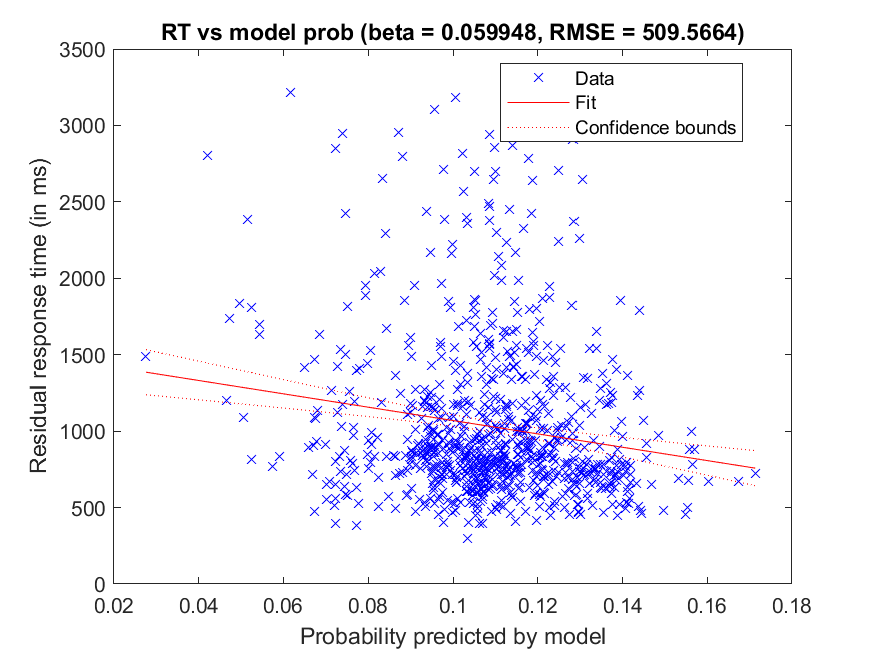 RT vs model prob (beta = 0.059948, RMSE = 509.5664)
3500
3000
2500
2000
1500
1000
500
0
Residual response time (in ms)
Data
Fit
Confidence bounds
0.02 0.04 0.06 0.08 0.1 0.12 0.14 0.16 0.18
Probability predicted by model